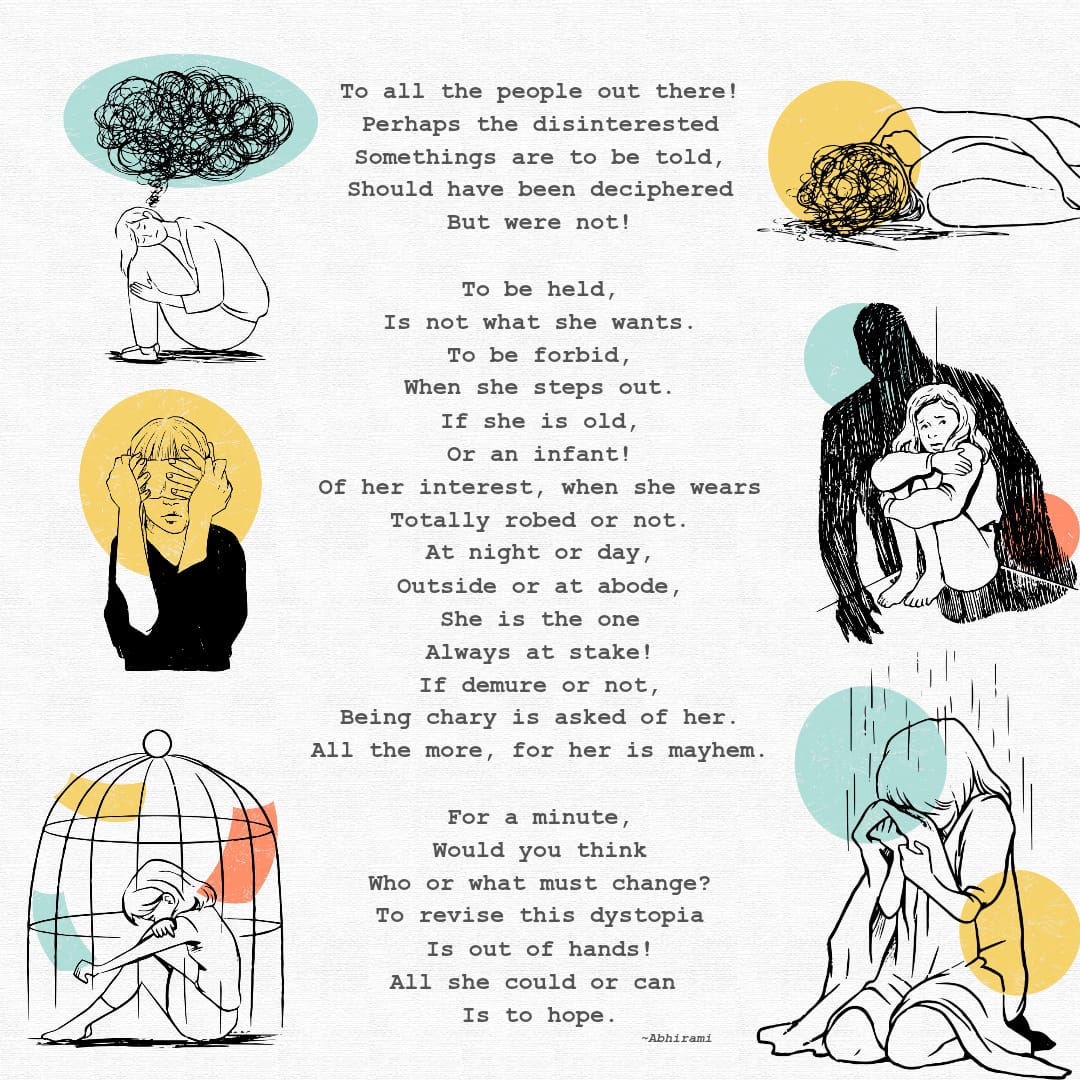 To all the people out there!
Perhaps the disinterested
Somethings are to be told,
Should have been deciphered
But were not!
To be held,
Is not what she wants.
To be forbid,
When she steps out.
If she is old,
Or an infant!
Of her interest, when she wears
Totally robed or not.
At night or day,
Outside or at abode,
She is the one
Always at stake!
If demure or not,
Being chary is asked of her.
All the more, for her is mayhem.
For a minute,
Would you think
Who or what must change?
To revise this dystopia
Is out of hands!
All she could or can
Is to hope.
~Abhirami